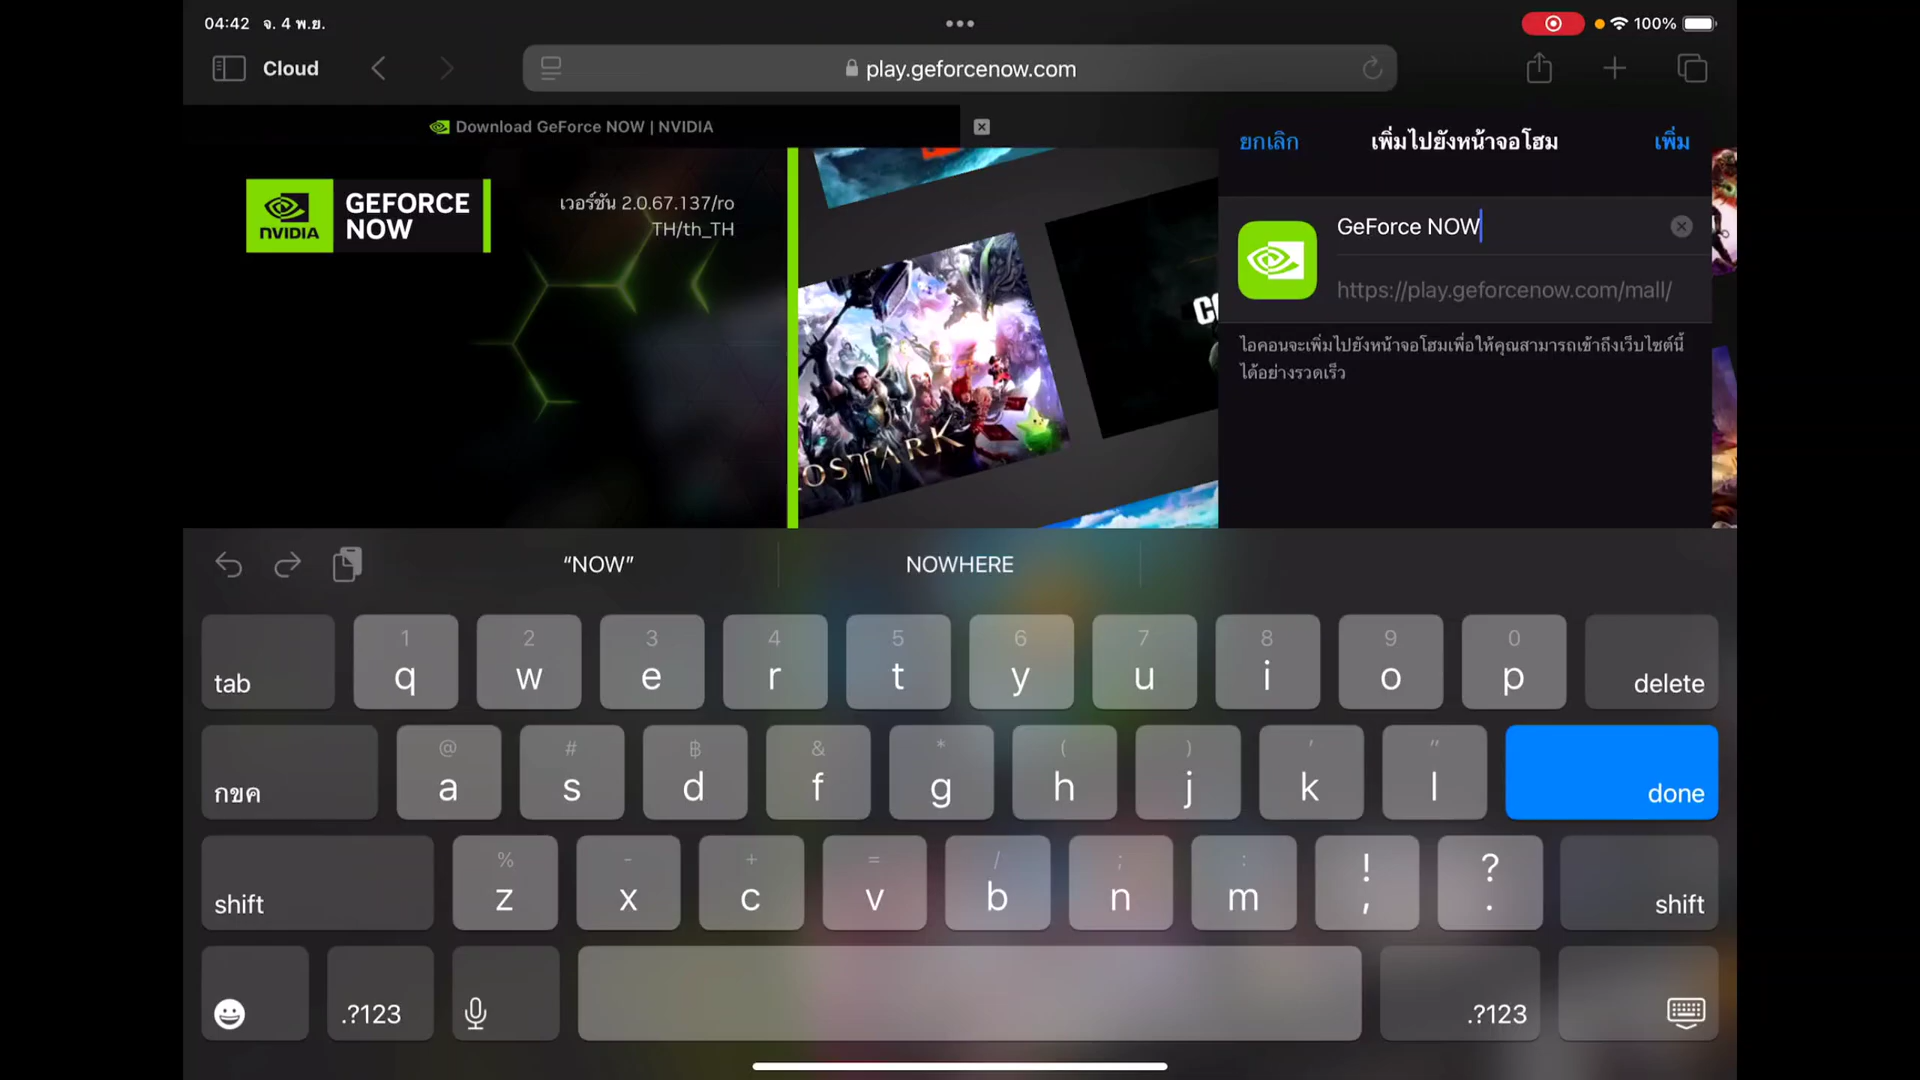 04:42 จ. 4 พ.ย.
100%
Cloud
play.geforcenow.com
Download GeForce NOW | NVIDIA
ยกเลิก
เพิ่มไปยังหน้าจอโฮม
เพิ่ม
NVIDIA
GEFORCE
NOW
เวอร์ชัน 2.0.67.137/ro
TH/th_TH
GeForce NOW
https://play.geforcenow.com/mall/
ไอคอนจะเพิ่มไปยังหน้าจอโฮมเพื่อให้คุณสามารถเข้าถึงเว็บไซต์นี้
ได้อย่างรวดเร็ว
“NOW”
NOWHERE
1 2 3 4 5 6 7 8 9 0
tab q w e r t y u i o p delete
@ # ฿ & * ( ) ' "
กขค a s d f g h j k l done
% - + = / ; : ! ?
shift z x c v b n m , . shift
.?123 .?123